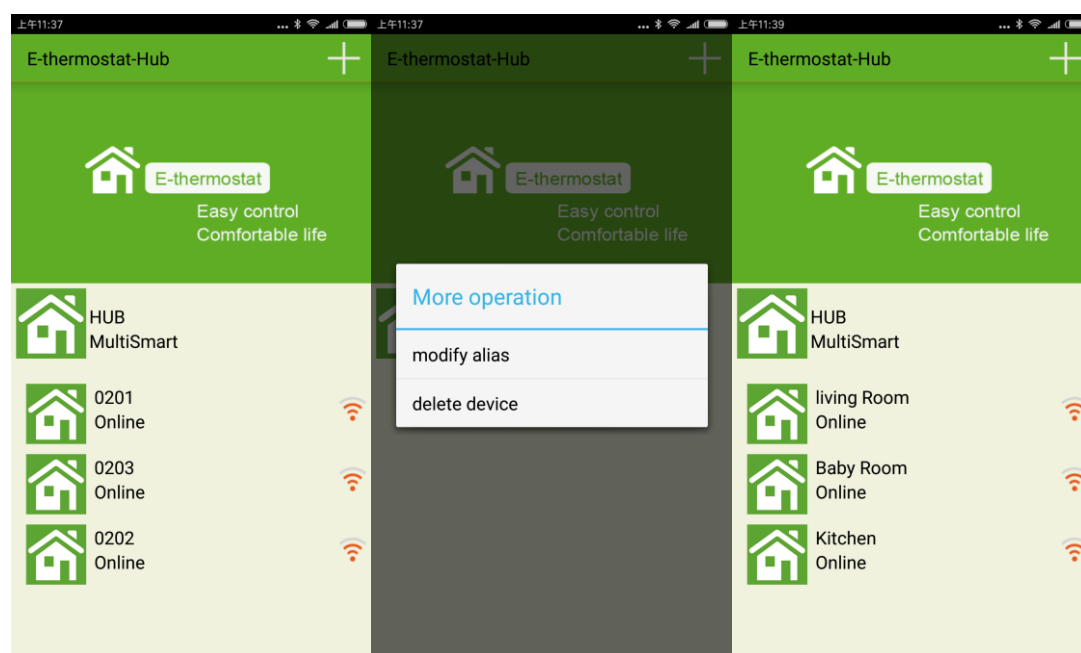 上午11:37
E-thermostat-Hub
E-thermostat
Easy control
Comfortable life
HUB
MultiSmart
0201
Online
0203
Online
0202
Online
上午11:37
E-thermostat-Hub
E-thermostat
Easy control
Comfortable life
More operation
modify alias
delete device
上午11:39
E-thermostat-Hub
E-thermostat
Easy control
Comfortable life
HUB
MultiSmart
living Room
Online
Baby Room
Online
Kitchen
Online